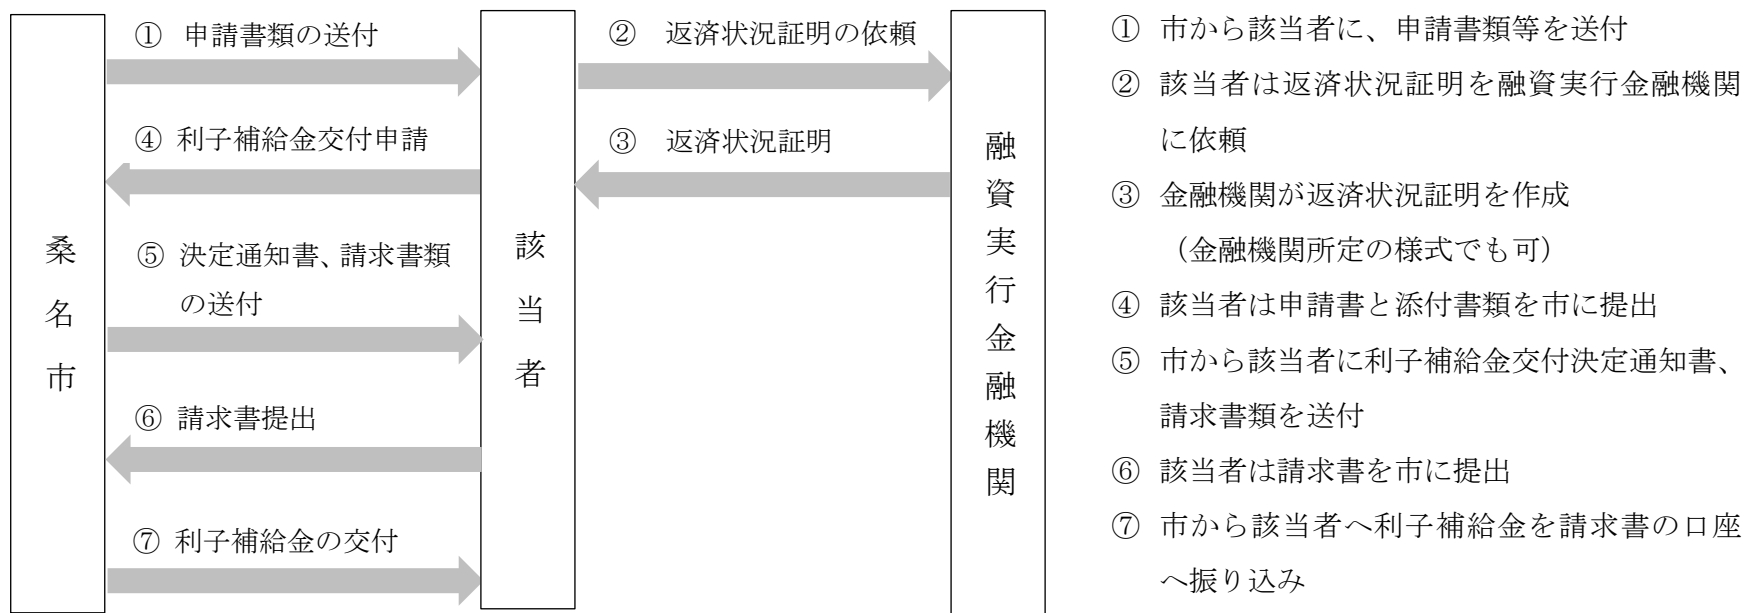 ① 申請書類の送付
② 返済状況証明の依頼
④ 利子補給金交付申請
③ 返済状況証明
⑤ 決定通知書、請求書類
の送付
⑥ 請求書提出
⑦ 利子補給金の交付
桑名市
該当者
融資実行金融機関
① 市から該当者に、申請書類等を送付
② 該当者は返済状況証明を融資実行金融機関
に依頼
③ 金融機関が返済状況証明を作成
（金融機関所定の様式でも可）
④ 該当者は申請書と添付書類を市に提出
⑤ 市から該当者に利子補給金交付決定通知書、
請求書類を送付
⑥ 該当者は請求書を市に提出
⑦ 市から該当者へ利子補給金を請求書の口座
へ振り込み